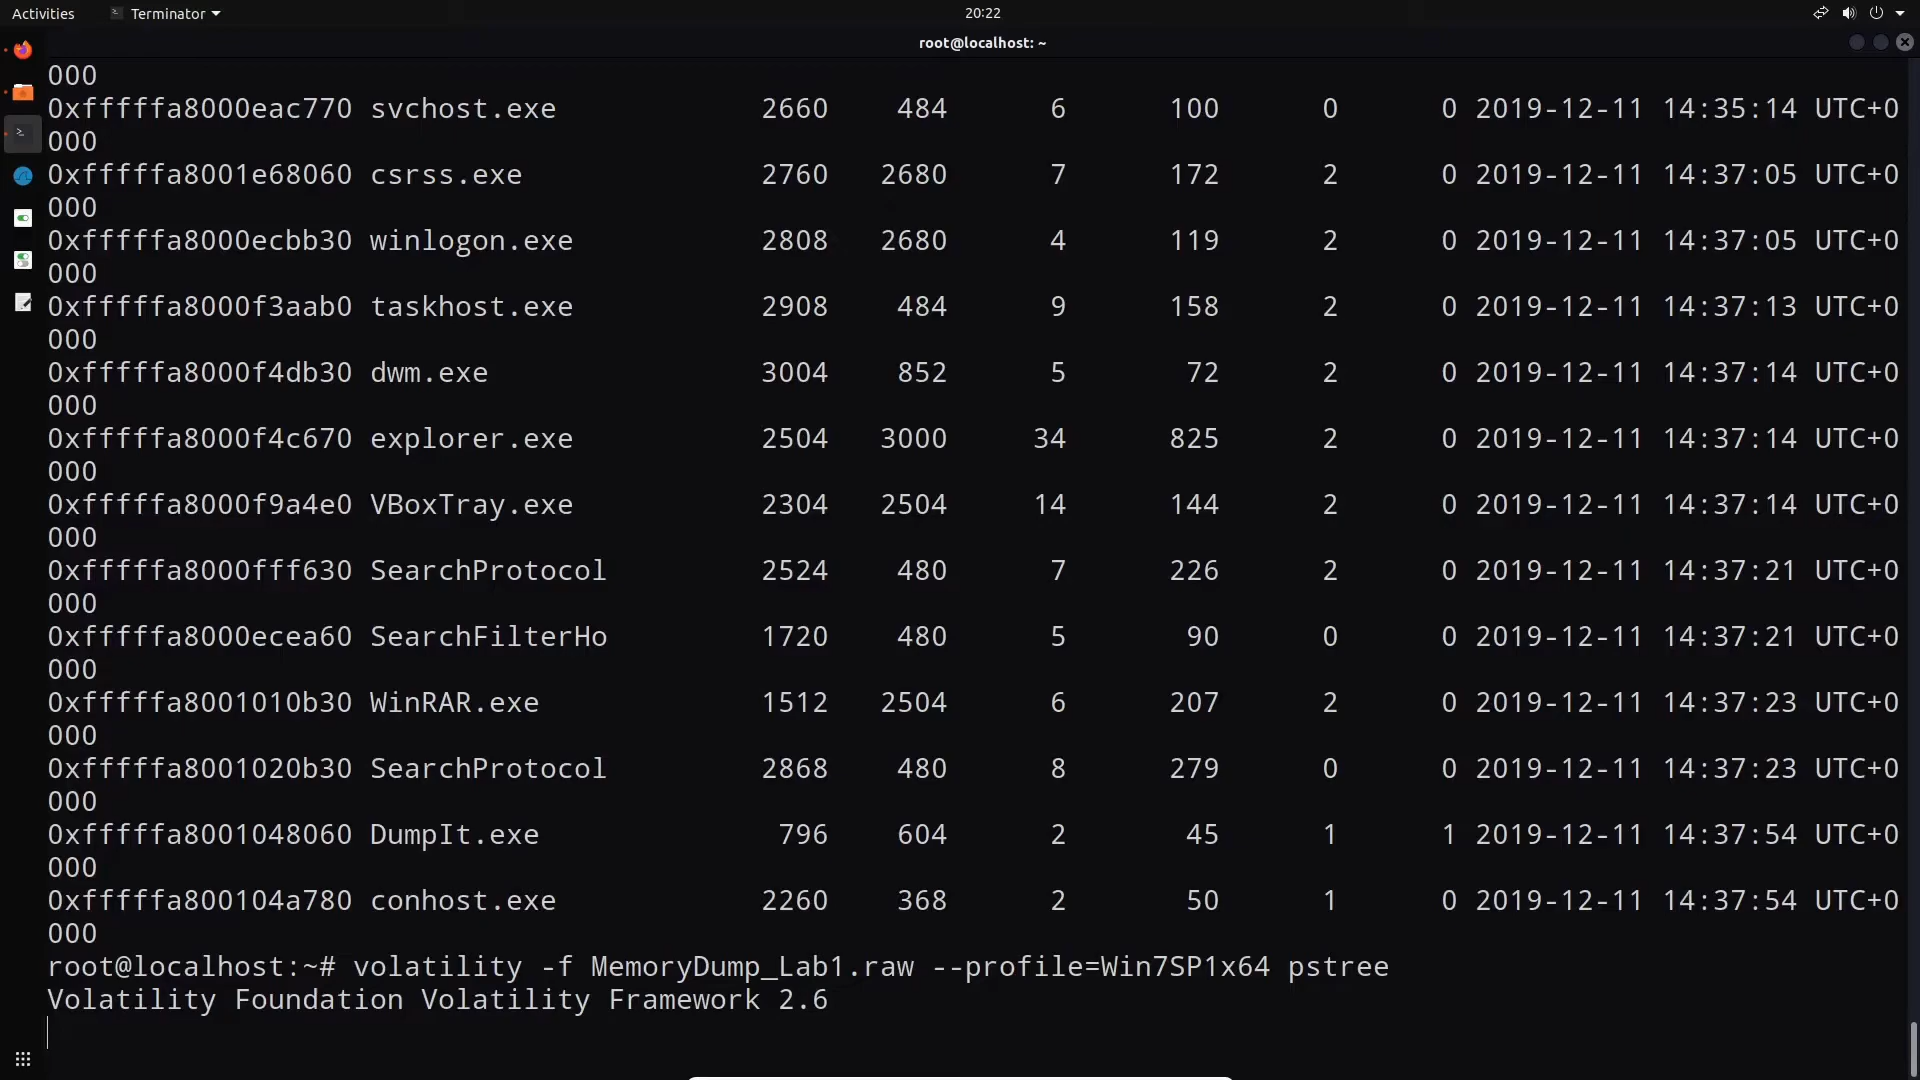 Activities Terminator 20:22
root@localhost: ~
000
0xfffffa8000eac770 svchost.exe 2660 484 6 100 0 0 2019-12-11 14:35:14 UTC+0
000
0xfffffa8001e68060 csrss.exe 2760 2680 7 172 2 0 2019-12-11 14:37:05 UTC+0
000
0xfffffa8000ecbb30 winlogon.exe 2808 2680 4 119 2 0 2019-12-11 14:37:05 UTC+0
000
0xfffffa8000f3aab0 taskhost.exe 2908 484 9 158 2 0 2019-12-11 14:37:13 UTC+0
000
0xfffffa8000f4db30 dwm.exe 3004 852 5 72 2 0 2019-12-11 14:37:14 UTC+0
000
0xfffffa8000f4c670 explorer.exe 2504 3000 34 825 2 0 2019-12-11 14:37:14 UTC+0
000
0xfffffa8000f9a4e0 VBoxTray.exe 2304 2504 14 144 2 0 2019-12-11 14:37:14 UTC+0
000
0xfffffa8000fff630 SearchProtocol 2524 480 7 226 2 0 2019-12-11 14:37:21 UTC+0
000
0xfffffa8000ecea60 SearchFilterHo 1720 480 5 90 0 0 2019-12-11 14:37:21 UTC+0
000
0xfffffa8001010b30 WinRAR.exe 1512 2504 6 207 2 0 2019-12-11 14:37:23 UTC+0
000
0xfffffa8001020b30 SearchProtocol 2868 480 8 279 0 0 2019-12-11 14:37:23 UTC+0
000
0xfffffa8001048060 DumpIt.exe 796 604 2 45 1 1 2019-12-11 14:37:54 UTC+0
000
0xfffffa800104a780 conhost.exe 2260 368 2 50 1 0 2019-12-11 14:37:54 UTC+0
000
root@localhost:~# volatility -f MemoryDump_Lab1.raw --profile=Win7SP1x64 pstree
Volatility Foundation Volatility Framework 2.6